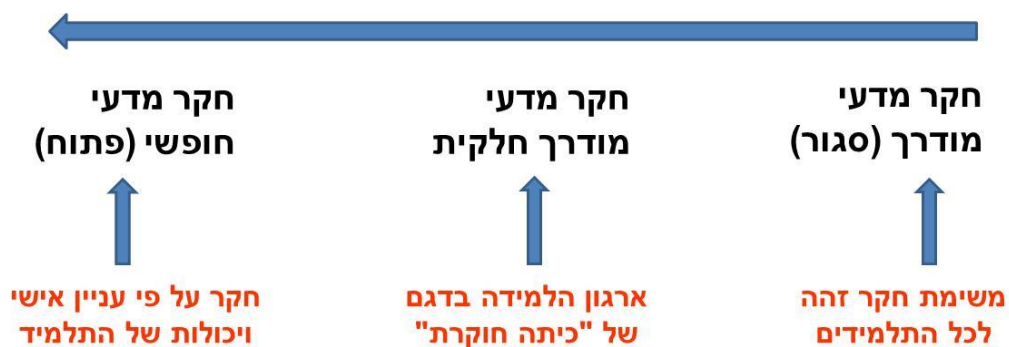 חקר מדעי
מודרך (סגור)
חקר מדעי
מודרך חלקית
חקר מדעי
חופשי (פתוח)
משימת חקר זהה
לכל התלמידים
ארגון הלמידה בדגם
של "כיתה חוקרת"
חקר על פי עניין אישי
ויכולות של התלמיד